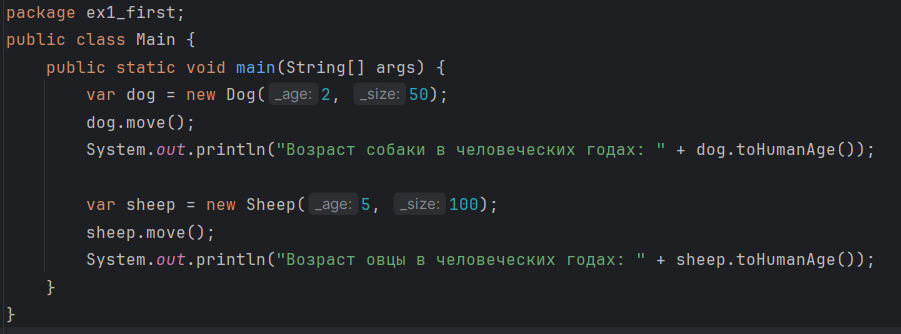 package ex1_first;
public class Main {
    public static void main(String[] args) {
        var dog = new Dog( _age: 2, _size: 50);
        dog.move();
        System.out.println("Возраст собаки в человеческих годах: " + dog.toHumanAge());

        var sheep = new Sheep( _age: 5, _size: 100);
        sheep.move();
        System.out.println("Возраст овцы в человеческих годах: " + sheep.toHumanAge());
    }
}